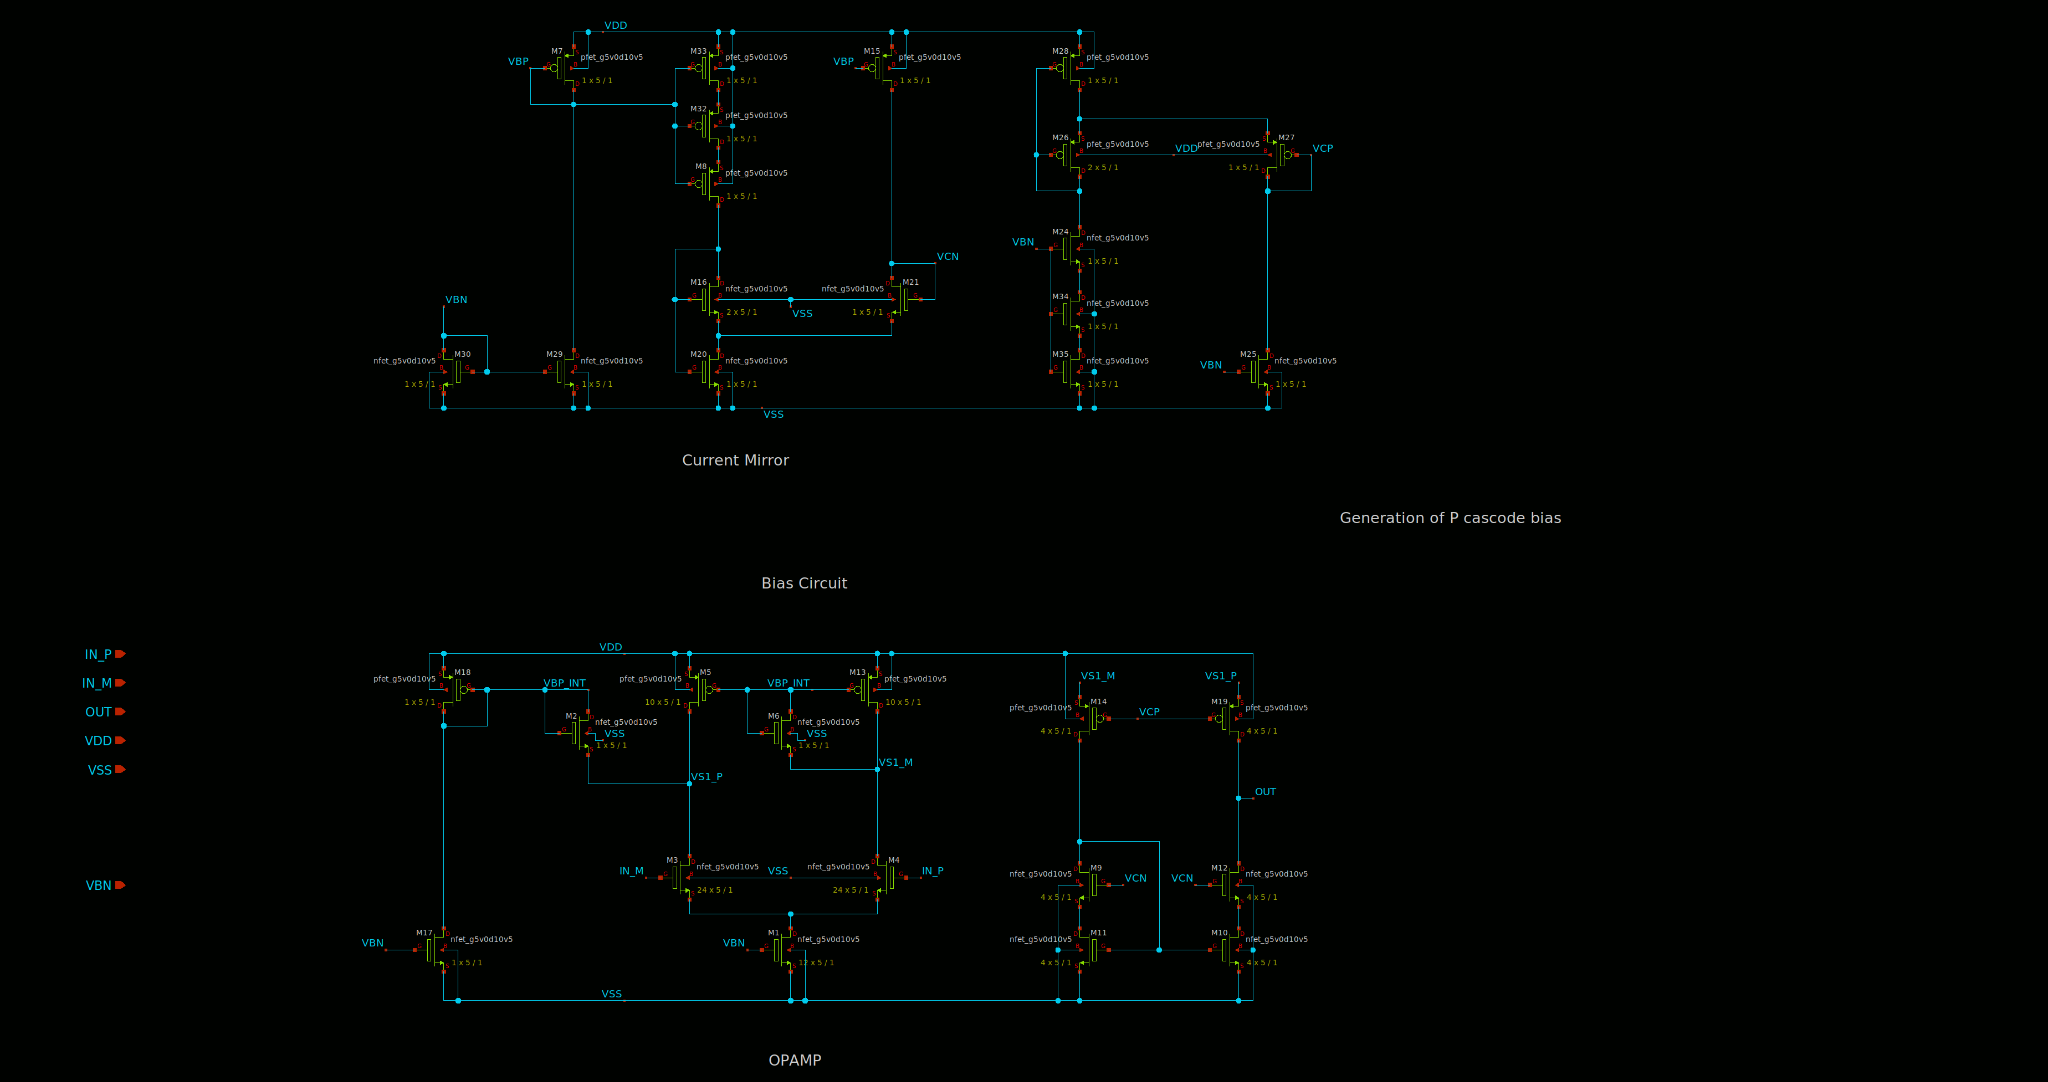 VDD
M7
pfet_g5v0d10v5
1 x 5 / 1
VBP
M33
pfet_g5v0d10v5
1 x 5 / 1
M15
pfet_g5v0d10v5
1 x 5 / 1
VBP
M28
pfet_g5v0d10v5
1 x 5 / 1
M32
pfet_g5v0d10v5
1 x 5 / 1
M26
pfet_g5v0d10v5
2 x 5 / 1
VDD
M27
pfet_g5v0d10v5
1 x 5 / 1
VCP
M8
pfet_g5v0d10v5
1 x 5 / 1
VBN
M24
nfet_g5v0d10v5
1 x 5 / 1
VCN
M16
nfet_g5v0d10v5
2 x 5 / 1
VSS
M21
nfet_g5v0d10v5
1 x 5 / 1
M34
nfet_g5v0d10v5
1 x 5 / 1
VBN
M30
nfet_g5v0d10v5
1 x 5 / 1
M29
nfet_g5v0d10v5
1 x 5 / 1
M20
nfet_g5v0d10v5
1 x 5 / 1
M35
nfet_g5v0d10v5
1 x 5 / 1
VBN
M25
nfet_g5v0d10v5
1 x 5 / 1
VSS
Current Mirror
Generation of P cascode bias
Bias Circuit
IN_P
IN_M
OUT
VDD
VSS
VBN
VDD
M18
pfet_g5v0d10v5
1 x 5 / 1
VBP_INT
M2
nfet_g5v0d10v5
VSS
1 x 5 / 1
M5
pfet_g5v0d10v5
10 x 5 / 1
VBP_INT
M6
nfet_g5v0d10v5
VSS
1 x 5 / 1
M13
pfet_g5v0d10v5
10 x 5 / 1
VS1_P
VS1_M
VS1_M
M14
pfet_g5v0d10v5
4 x 5 / 1
VCP
VS1_P
M19
pfet_g5v0d10v5
4 x 5 / 1
OUT
IN_M
M3
nfet_g5v0d10v5
24 x 5 / 1
VSS
M4
nfet_g5v0d10v5
24 x 5 / 1
IN_P
M9
nfet_g5v0d10v5
4 x 5 / 1
VCN
VCN
M12
nfet_g5v0d10v5
4 x 5 / 1
VBN
M17
nfet_g5v0d10v5
1 x 5 / 1
VBN
M1
nfet_g5v0d10v5
12 x 5 / 1
M11
nfet_g5v0d10v5
4 x 5 / 1
M10
nfet_g5v0d10v5
4 x 5 / 1
VSS
OPAMP